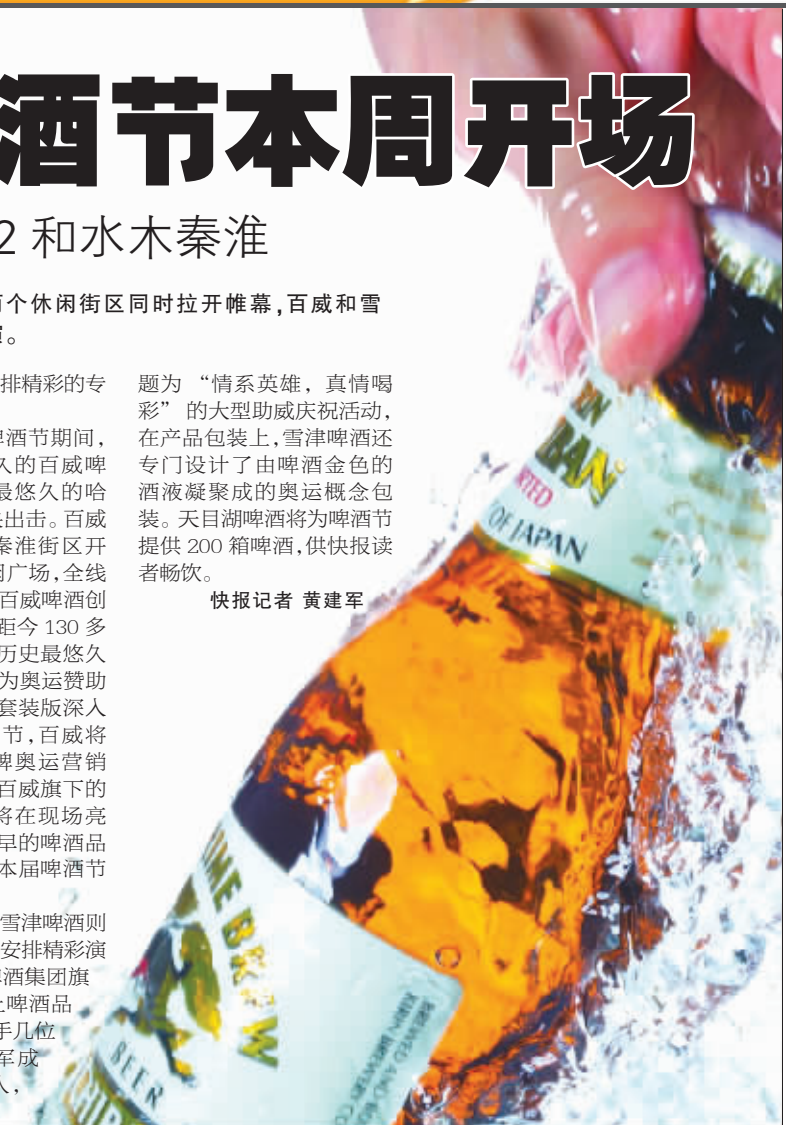 酒节本周开场
2 和水木秦淮
个休闲街区同时拉开帷幕,百威和雪
。
排精彩的专
酒节期间,
久的百威啤
最悠久的哈
出击。百威
秦淮街区开
广场,全线
百威啤酒创
距今 130 多
历史最悠久
为奥运赞助
套装版深入
节,百威将
牌奥运营销
百威旗下的
将在现场亮
早的啤酒品
本届啤酒节
雪津啤酒则
安排精彩演
啤酒集团旗
上啤酒品
手几位
军成
人,
题为 “情系英雄, 真情喝
彩” 的大型助威庆祝活动,
在产品包装上,雪津啤酒还
专门设计了由啤酒金色的
酒液凝聚成的奥运概念包
装。天目湖啤酒将为啤酒节
提供 200 箱啤酒,供快报读
者畅饮。
快报记者 黄建军
OF JAPAN
BREW
BEER
BREWED AND
KIRIN BREWERY CO